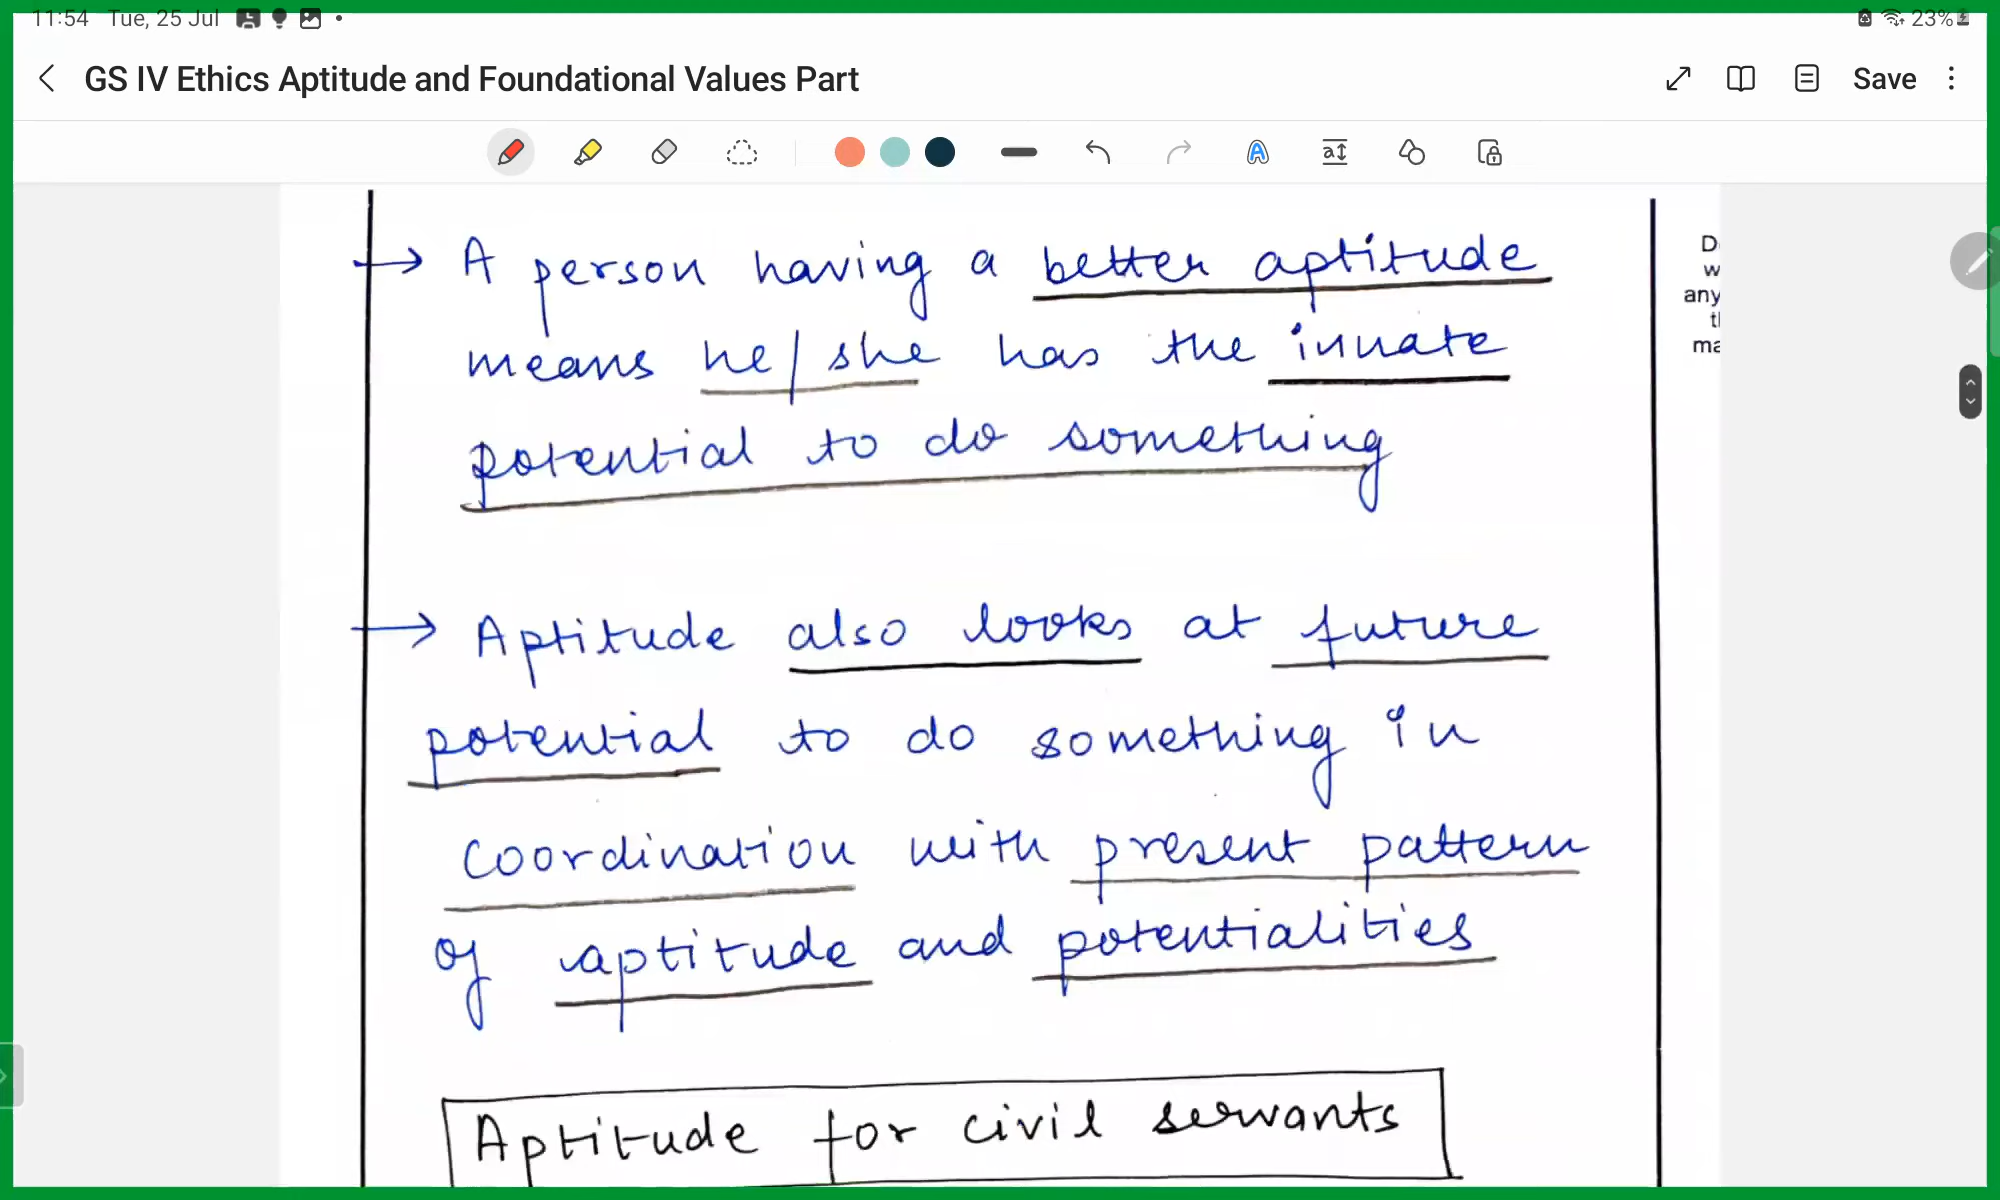 11:54 Tue, 25 Jul
23%
GS IV Ethics Aptitude and Foundational Values Part
Save
→ A person having a better aptitude
means he/she has the innate
potential to do something
→ Aptitude also looks at future
potential to do something in
coordination with present pattern
of aptitude and potentialities
Aptitude for civil servants
any